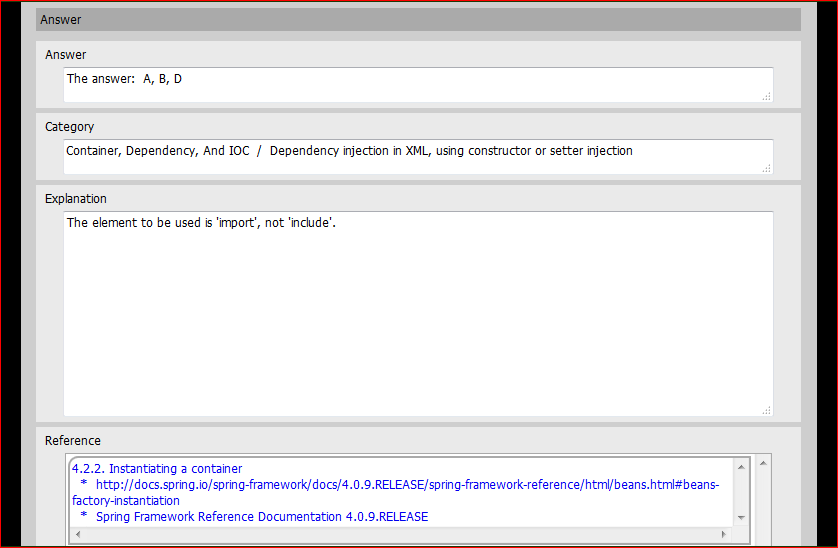 Answer
Answer
The answer:  A, B, D
Category
Container, Dependency, And IOC  /  Dependency injection in XML, using constructor or setter injection
Explanation
The element to be used is 'import', not 'include'.
Reference
4.2.2. Instantiating a container
*  http://docs.spring.io/spring-framework/docs/4.0.9.RELEASE/spring-framework-reference/html/beans.html#beans-
factory-instantiation
*  Spring Framework Reference Documentation 4.0.9.RELEASE